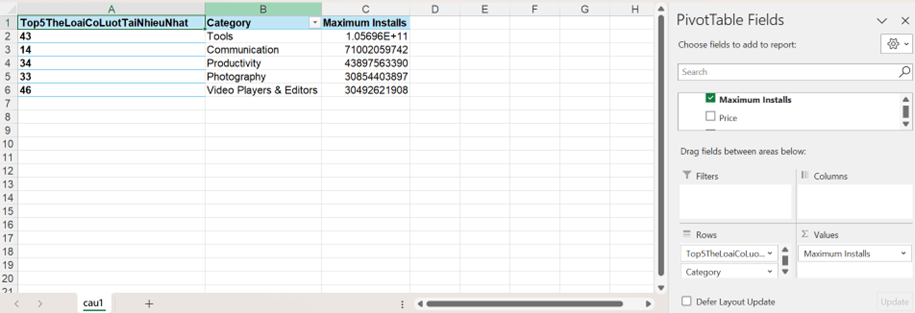 A B C D E F G H
1 Top5TheLoaiCoLuotTaiNhieuNhat Category Maximum Installs
2 43 Tools 1.05696E+11
3 14 Communication 71002059742
4 34 Productivity 43897563390
5 33 Photography 30854403897
6 46 Video Players & Editors 30492621908
7
8
9
10
11
12
13
14
15
16
17
18
19
20
21
cau1
PivotTable Fields
Choose fields to add to report:
Search
Maximum Installs
Price
Drag fields between areas below:
Filters Columns
Rows Σ Values
Top5TheLoaiCoLuo... Maximum Installs
Category
Defer Layout Update Update